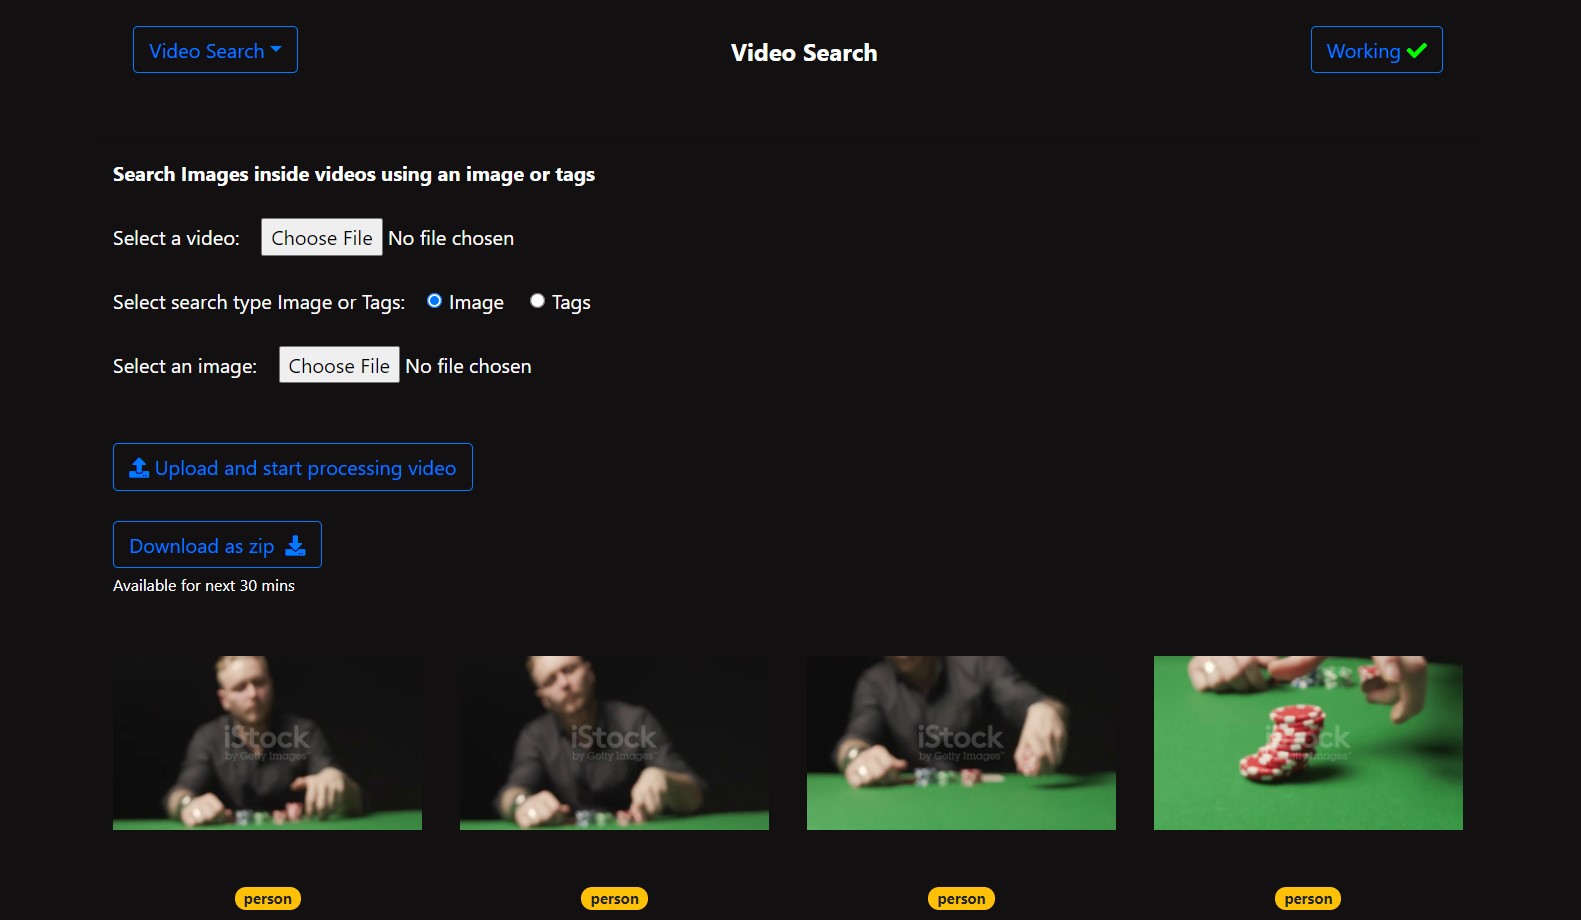 Video Search
Video Search
Working
Search Images inside videos using an image or tags
Select a video: Choose File No file chosen
Select search type Image or Tags: Image Tags
Select an image: Choose File No file chosen
Upload and start processing video
Download as zip
Available for next 30 mins
iStock
by Getty Images
iStock
by Getty Images
iStock
by Getty Images
ock
Images
person
person
person
person